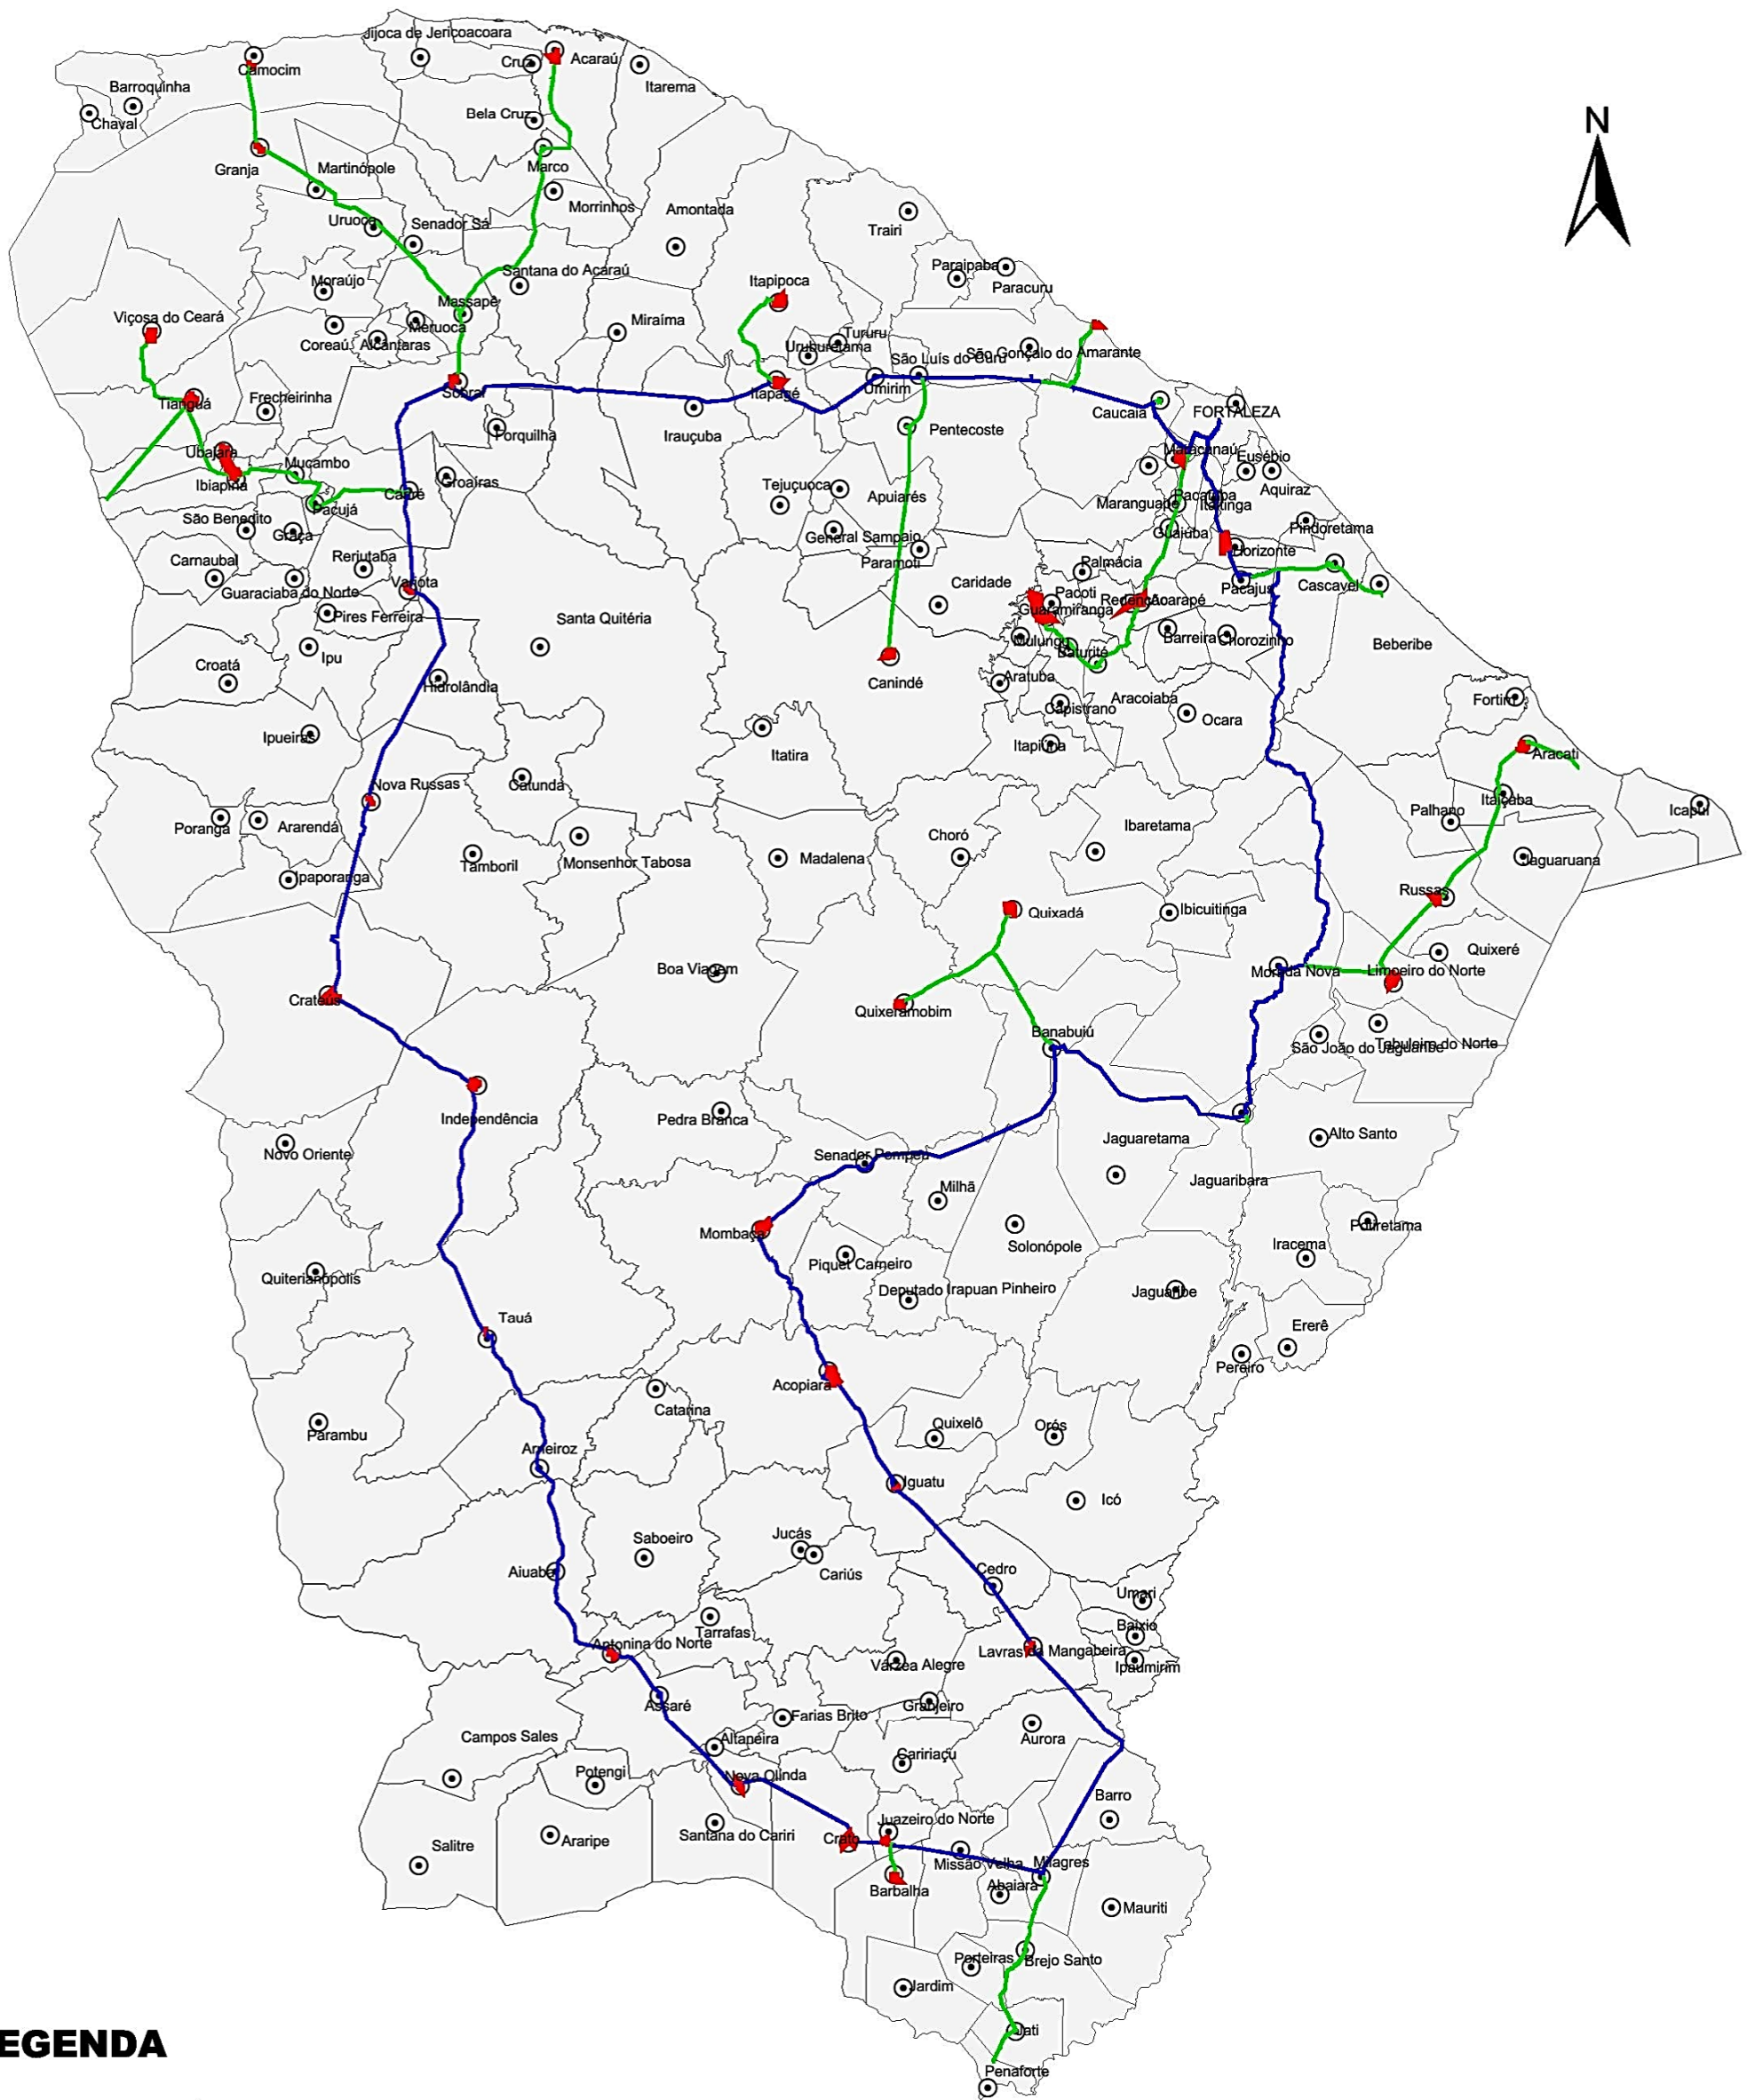 Jijoca de Jericoacoara
Cruz
Acaraú
Camocim
Itarema
Barroquinha
Chaval
Bela Cruz
N
Granja
Martinópole
Marco
Morrinhos
Amontada
Uruoca
Senador Sá
Trairi
Paraipaba
Paracuru
Santana do Acaraú
Moraújo
Massapê
Itapipoca
Viçosa do Ceará
Meruoca
Miraíma
Coreaú
Alcântaras
Tururu
Uruburetama
São Luís do Curu
São Gonçalo do Amarante
Umirim
Itapagé
Sobral
Tianguá
Frecheirinha
Caucaia
FORTALEZA
Irauçuba
Forquilha
Pentecoste
Ubajara
Mucambo
Maracanaú
Eusébio
Ibiapina
Groaíras
Cariré
Tejuçuoca
Apuiarés
Aquiraz
Pacatuba
Maranguape
Itaitinga
Pacujá
São Benedito
Graça
General Sampaio
Guaiúba
Pindoretama
Horizonte
Carnaubal
Reriutaba
Paramoti
Palmácia
Guaraciaba do Norte
Varjota
Caridade
Pacoti
Pacajus
Cascavel
Redenção
Acarapé
Guaramiranga
Pires Ferreira
Santa Quitéria
Mulungu
Baturité
Barreira
Chorozinho
Beberibe
Croatá
Ipu
Hidrolândia
Canindé
Aratuba
Aracoiaba
Capistrano
Ocara
Fortim
Ipueiras
Itatira
Itapiúna
Aracati
Nova Russas
Catunda
Itaiçaba
Palhano
Icapuí
Poranga
Ararendá
Ibaretama
Choró
Tamboril
Monsenhor Tabosa
Madalena
Jaguaruana
Ipaporanga
Russas
Quixadá
Ibicuitinga
Quixeré
Boa Viagem
Morada Nova
Limoeiro do Norte
Crateús
Quixeramobim
Banabuiú
São João do Jaguaribe
Tabuleiro do Norte
Independência
Pedra Branca
Jaguaretama
Alto Santo
Novo Oriente
Senador Pompeu
Jaguaribara
Milhã
Mombaça
Potiretama
Solonópole
Iracema
Piquet Carneiro
Quiterianópolis
Deputado Irapuan Pinheiro
Jaguaribe
Tauá
Ererê
Pereiro
Acopiara
Catarina
Quixelô
Orós
Parambu
Arneiroz
Iguatu
Icó
Saboeiro
Jucás
Cariús
Aiuaba
Cedro
Umari
Baixio
Tarrafas
Antonina do Norte
Lavras da Mangabeira
Várzea Alegre
Ipaumirim
Assaré
Granjeiro
Farias Brito
Campos Sales
Altaneira
Aurora
Caririaçu
Potengi
Nova Olinda
Barro
Juazeiro do Norte
Santana do Cariri
Crato
Salitre
Araripe
Missão Velha
Milagres
Abaiara
Barbalha
Mauriti
Porteiras
Brejo Santo
Jardim
Jati
EGENDA
Penaforte